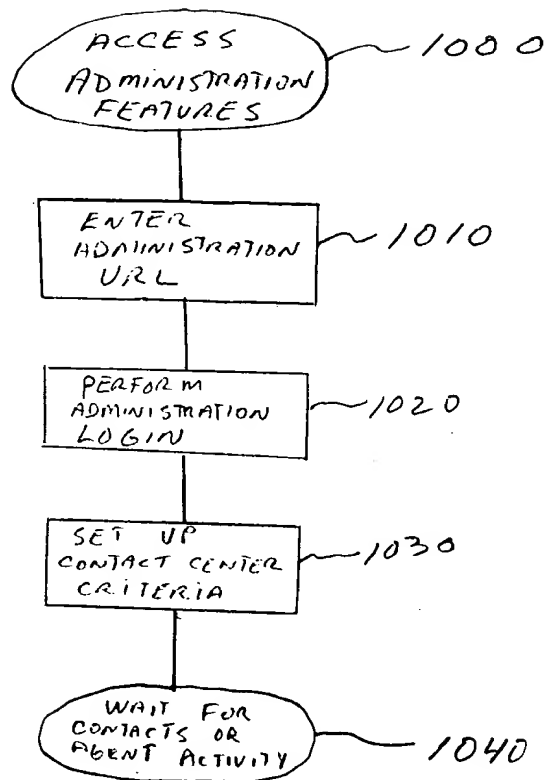 ACCESS
ADMINISTRATION
FEATURES
1000
ENTER
ADMINISTRATION
URL
1010
PERFORM
ADMINISTRATION
LOGIN
1020
SET UP
CONTACT CENTER
CRITERIA
1030
WAIT FOR
CONTACTS OR
AGENT ACTIVITY
1040